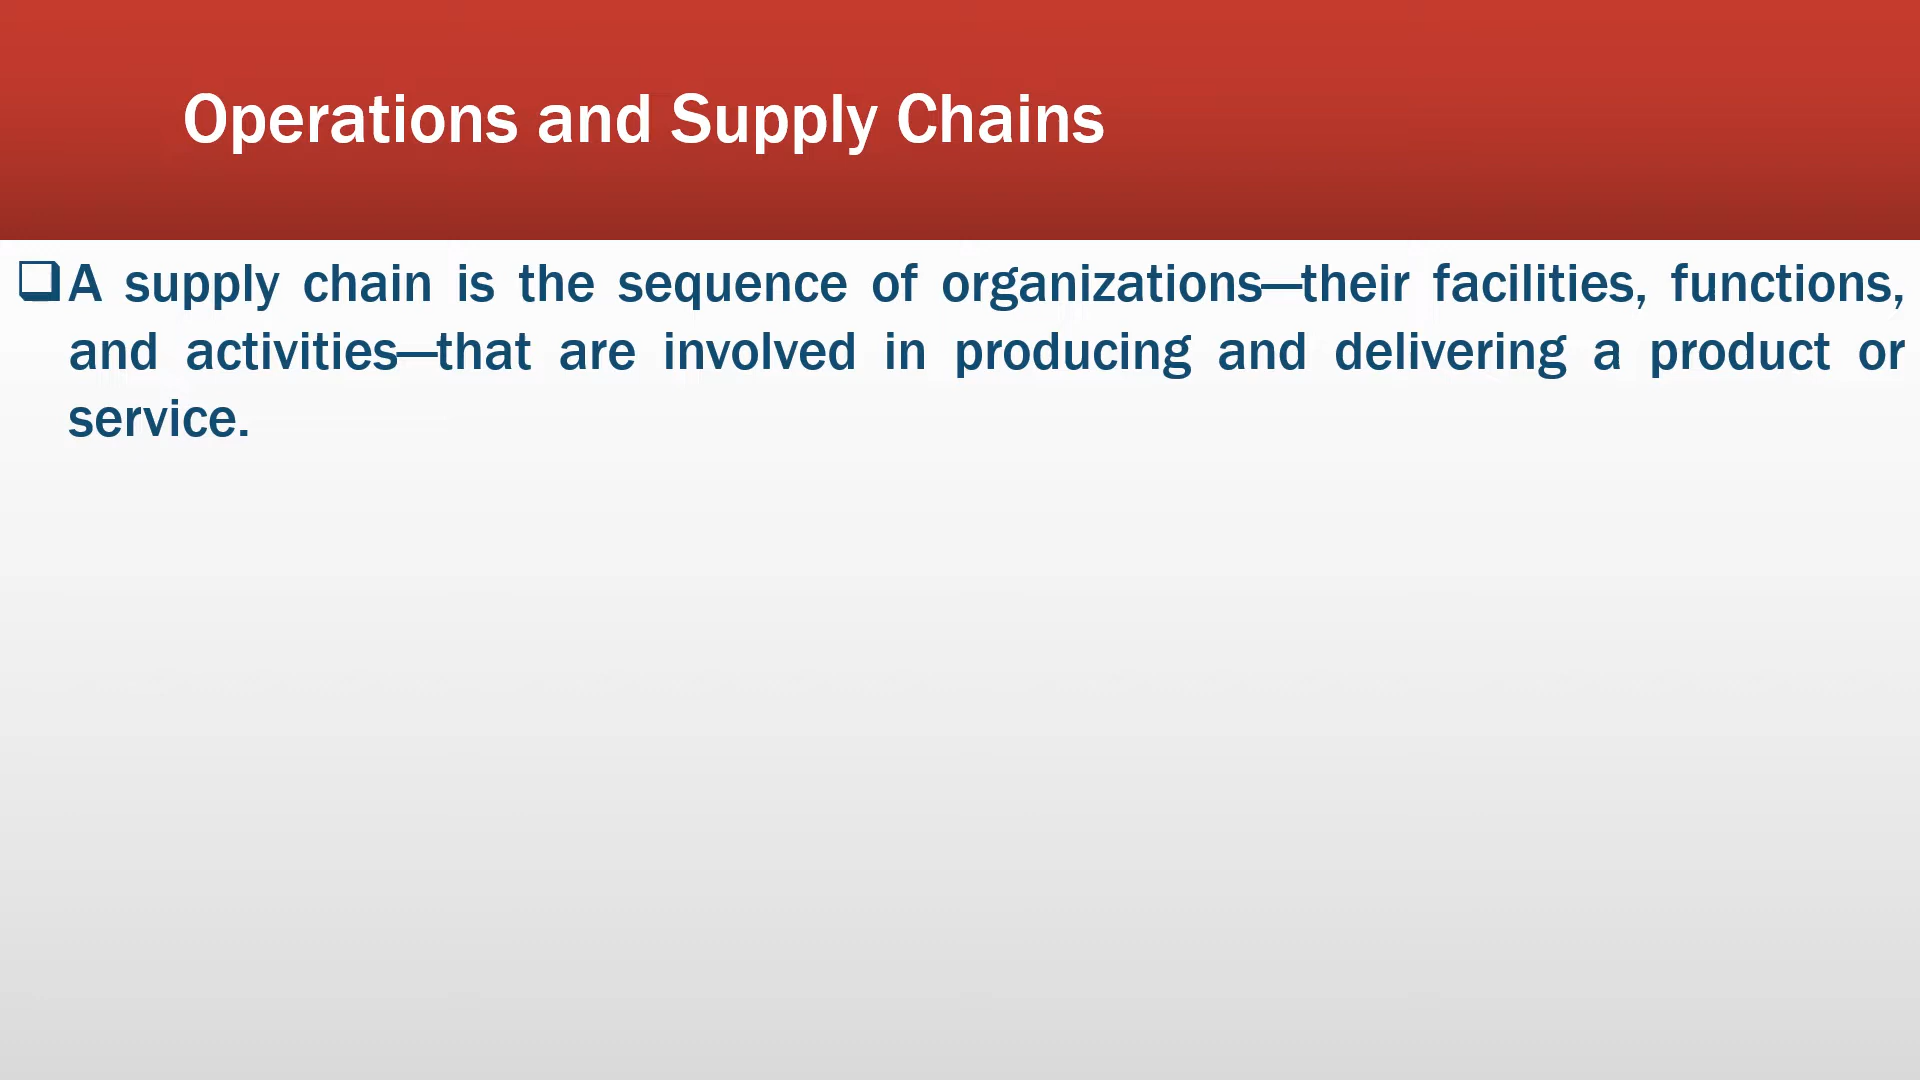 Operations and Supply Chains
❑A supply chain is the sequence of organizations—their facilities, functions,
and activities—that are involved in producing and delivering a product or
service.